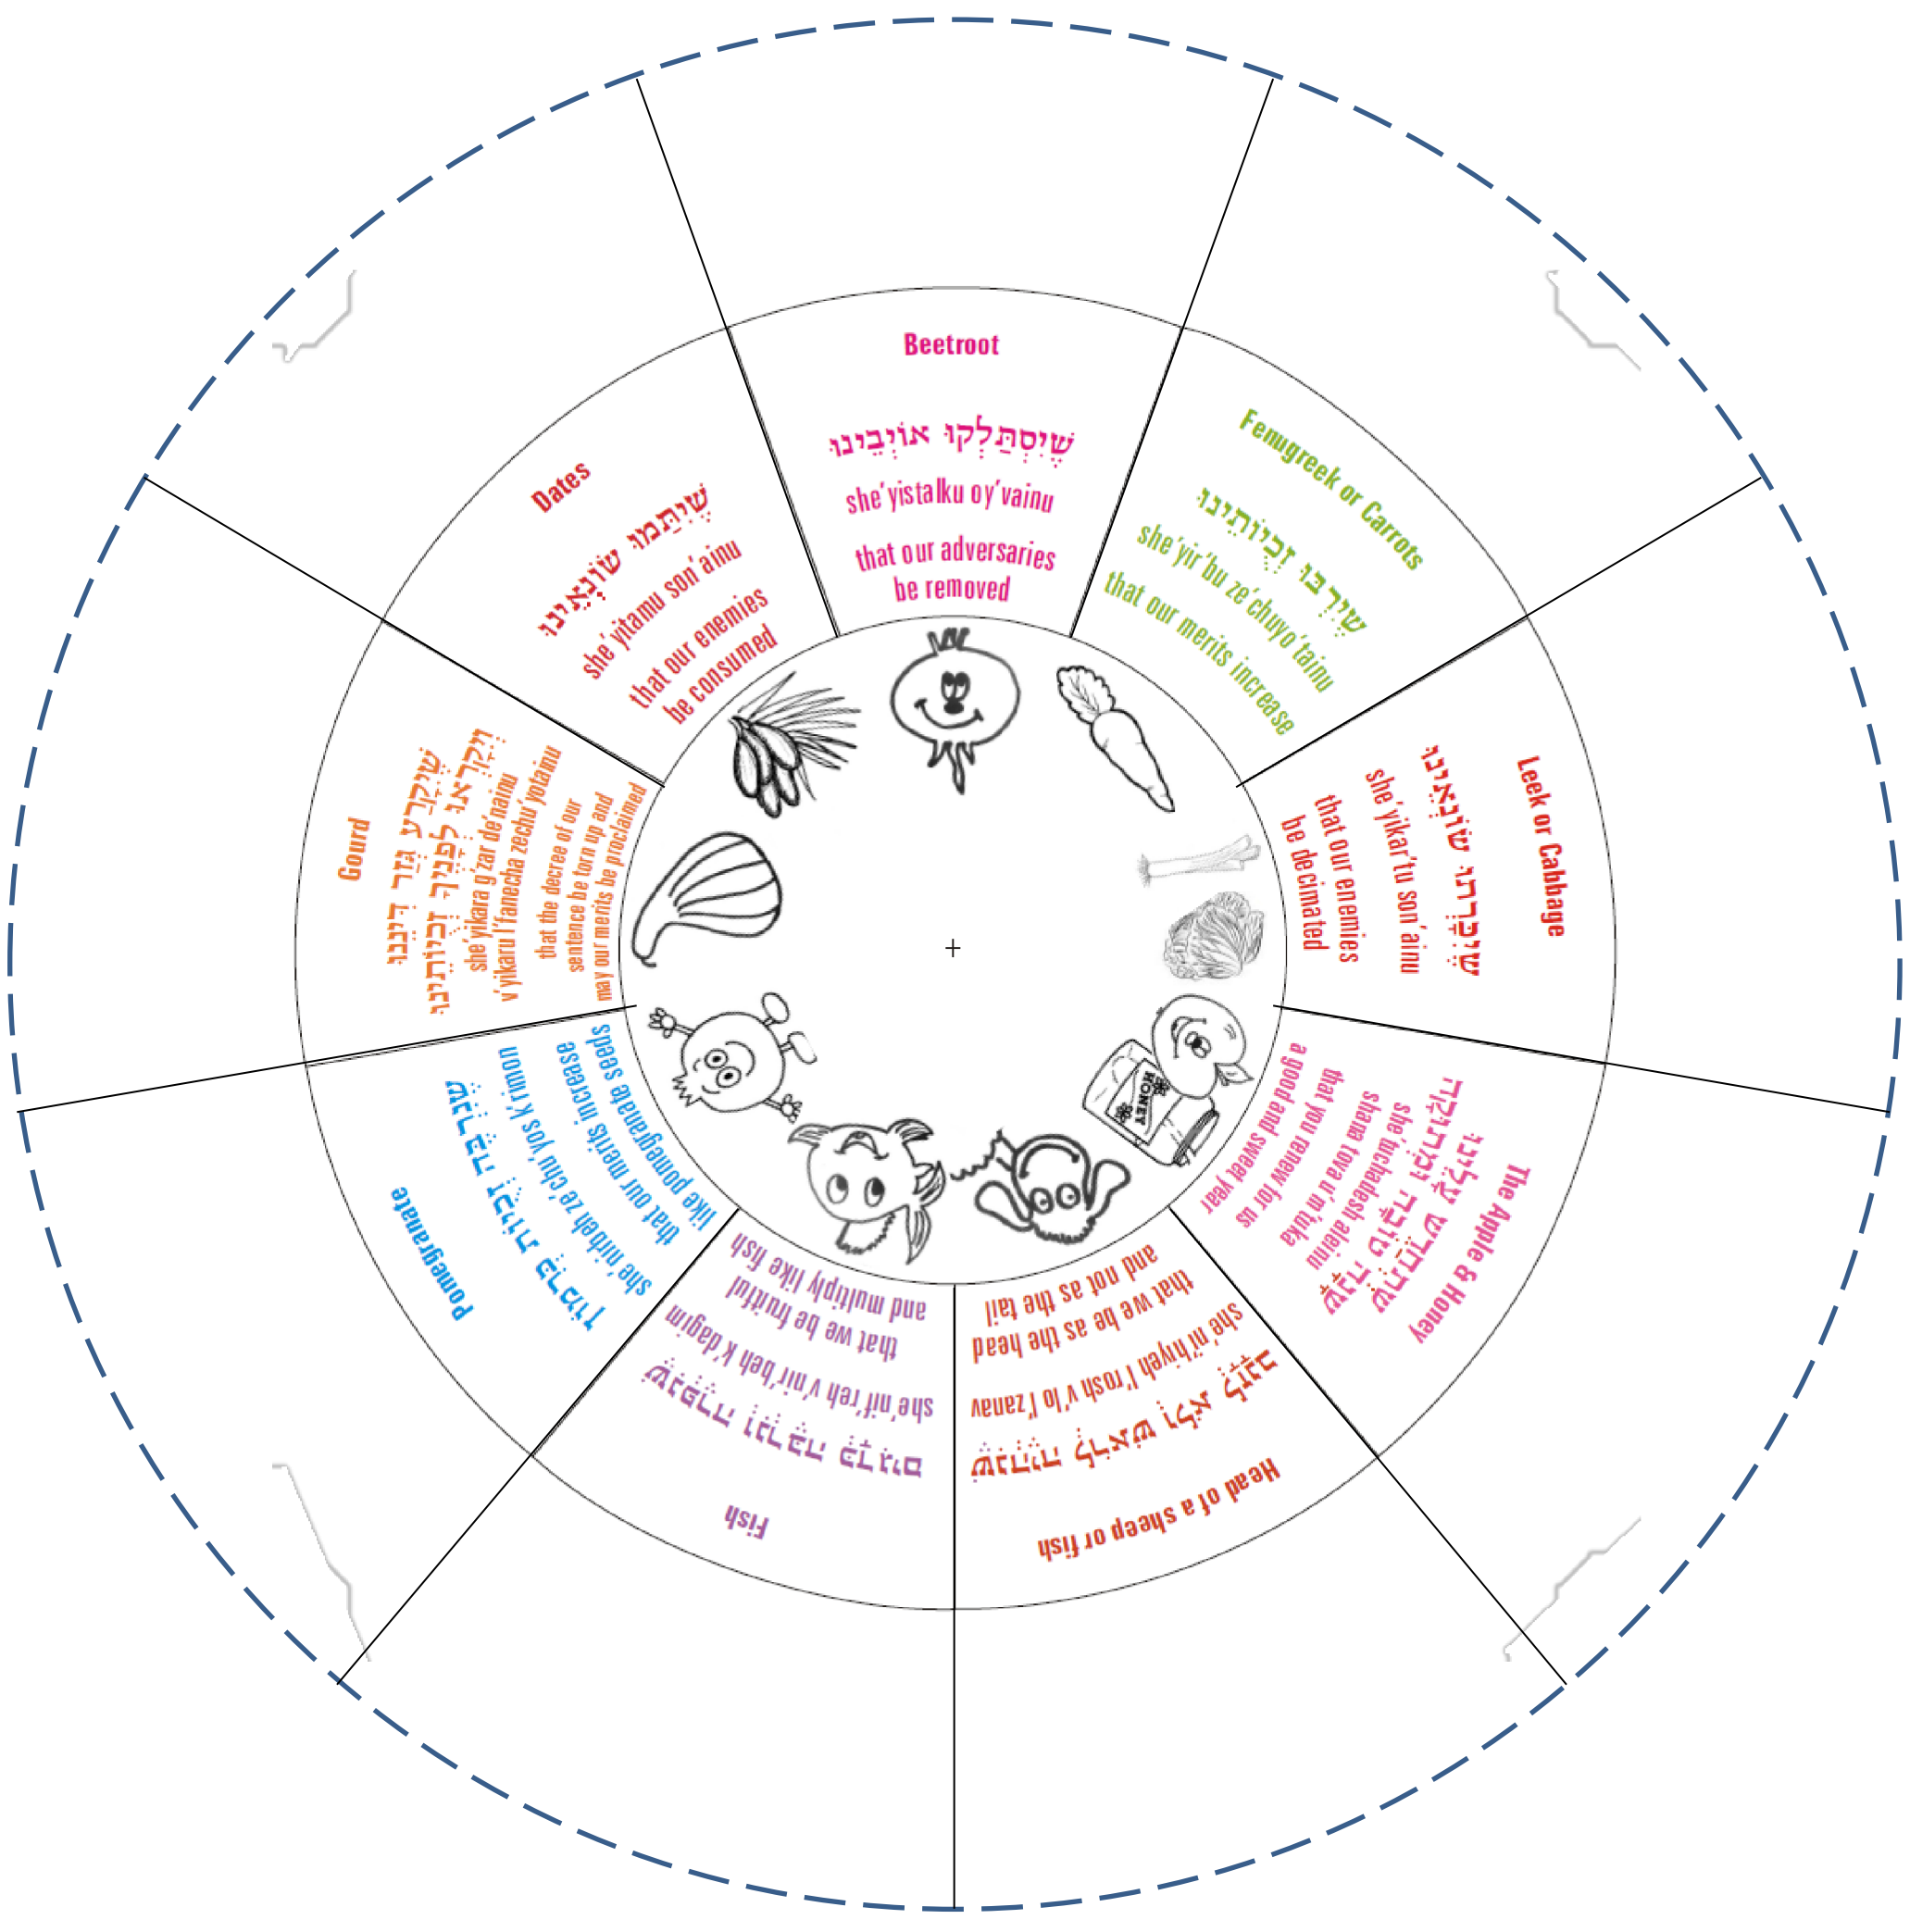 Beetroot
שֶׁיִסְתַּלְקוּ אוֹיְבֵינוּ
she'yistalku oy'vainu
that our adversaries
be removed
Fenugreek or Carrots
שֶׁיִרְבּוּ זְכִיּוֹתֵינוּ
she'yir'bu ze'chuyo'tainu
that our merits increase
Leek or Cabbage
שֶׁיִכָּרְתוּ שׂוֹנְאֵינוּ
she'yikar'tu son'ainu
that our enemies
be decimated
The Apple & Honey
שֶׁתְּחַדֵּשׁ עָלֵינוּ
שָׁנָה טוֹבָה וּמְתוּקָה
she'tuchadesh aleinu
shana tova u'm'tuka
that you renew for us
a good and sweet year
HONEY
Head of a sheep or fish
שֶׁנִהְיֶה לְרֹאשׁ וְלֹא לְזָנָב
she'ni'hiyeh l'rosh v'lo l'zanav
that we be as the head
and not as the tail
Fish
שֶׁנִפְרֶה וְנִרְבֶּה כְּדָגִים
she'nif'reh v'nir'beh k'dagim
that we be fruitful
and multiply like fish
Pomegranate
שֶׁנִרְבֶּה זְכִיּוֹת כְּרִמּוֹן
she'nirbeh ze'chu'yos K'rimon
that our merits increase
like pomegranate seeds
Gourd
שֶׁיִקָרַע גְּזַר דִינֵנוּ
וְיִקָרְאוּ לְפָנֶיךָ זְכִיּוֹתֵינוּ
she'yikara g'zar de'nainu
v'yikaru l'fanecha zechu'yotainu
that the decree of our
sentence be torn up and
may our merits be proclaimed
Dates
שֶׁיִתַּמוּ שׂוֹנְאֵינוּ
she'yitamu son'ainu
that our enemies
be consumed